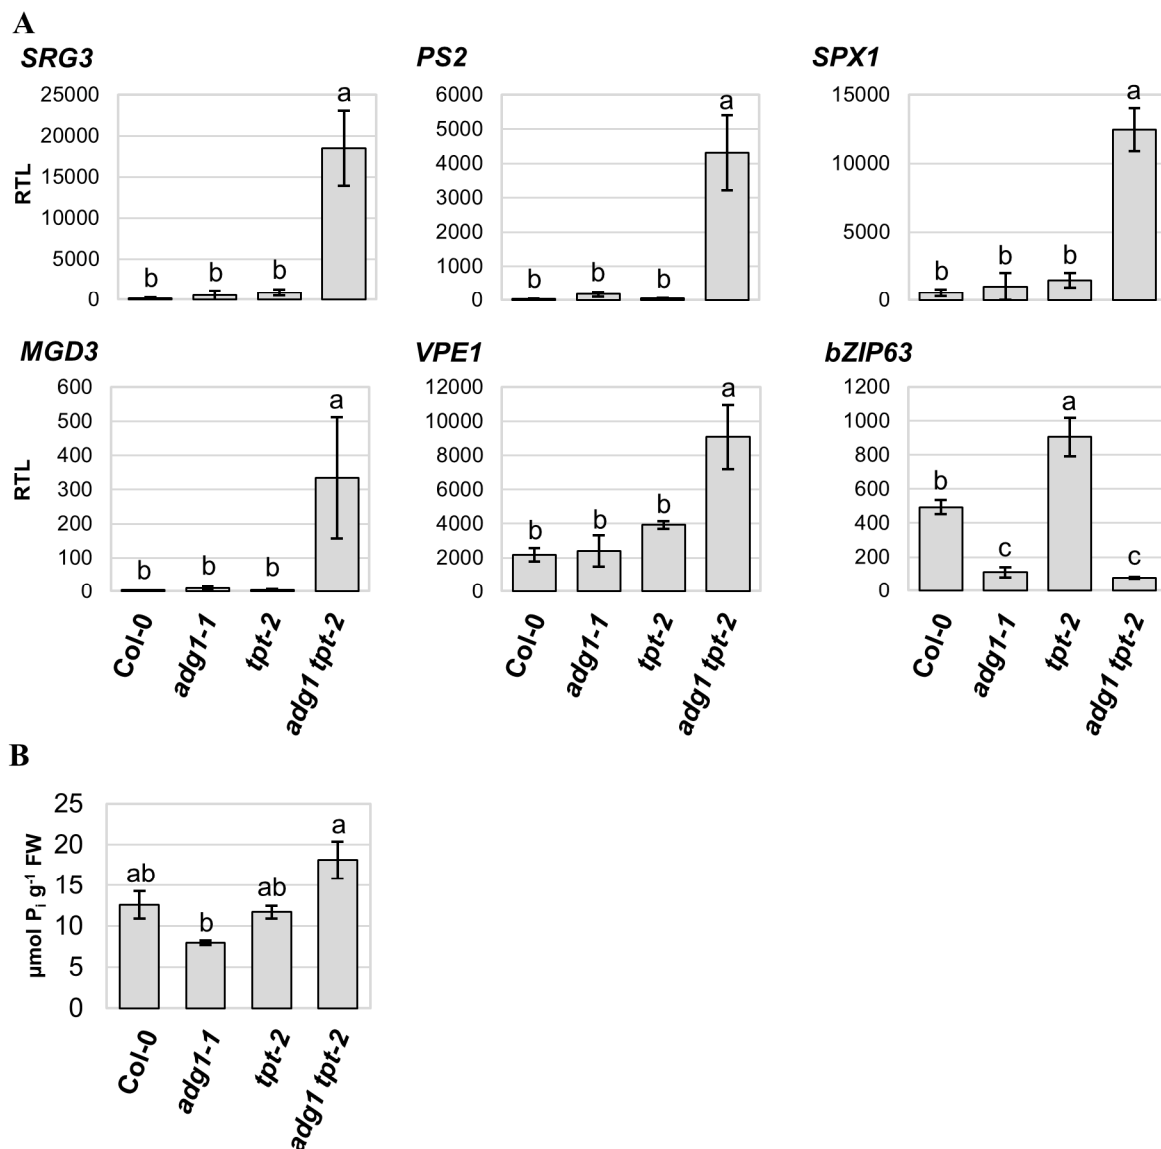 A
SRG3
PS2
SPX1
RTL
25000
20000
15000
10000
5000
0
b
b
b
a
6000
5000
4000
3000
2000
1000
0
b
b
b
a
15000
10000
5000
0
b
b
b
a
MGD3
VPE1
bZIP63
RTL
600
500
400
300
200
100
0
b
b
b
a
12000
10000
8000
6000
4000
2000
0
b
b
b
a
1200
1000
800
600
400
200
0
b
c
a
c
Col-0
adg1-1
tpt-2
adg1 tpt-2
Col-0
adg1-1
tpt-2
adg1 tpt-2
Col-0
adg1-1
tpt-2
adg1 tpt-2
B
µmol Pi g⁻¹ FW
25
20
15
10
5
0
ab
b
ab
a
Col-0
adg1-1
tpt-2
adg1 tpt-2